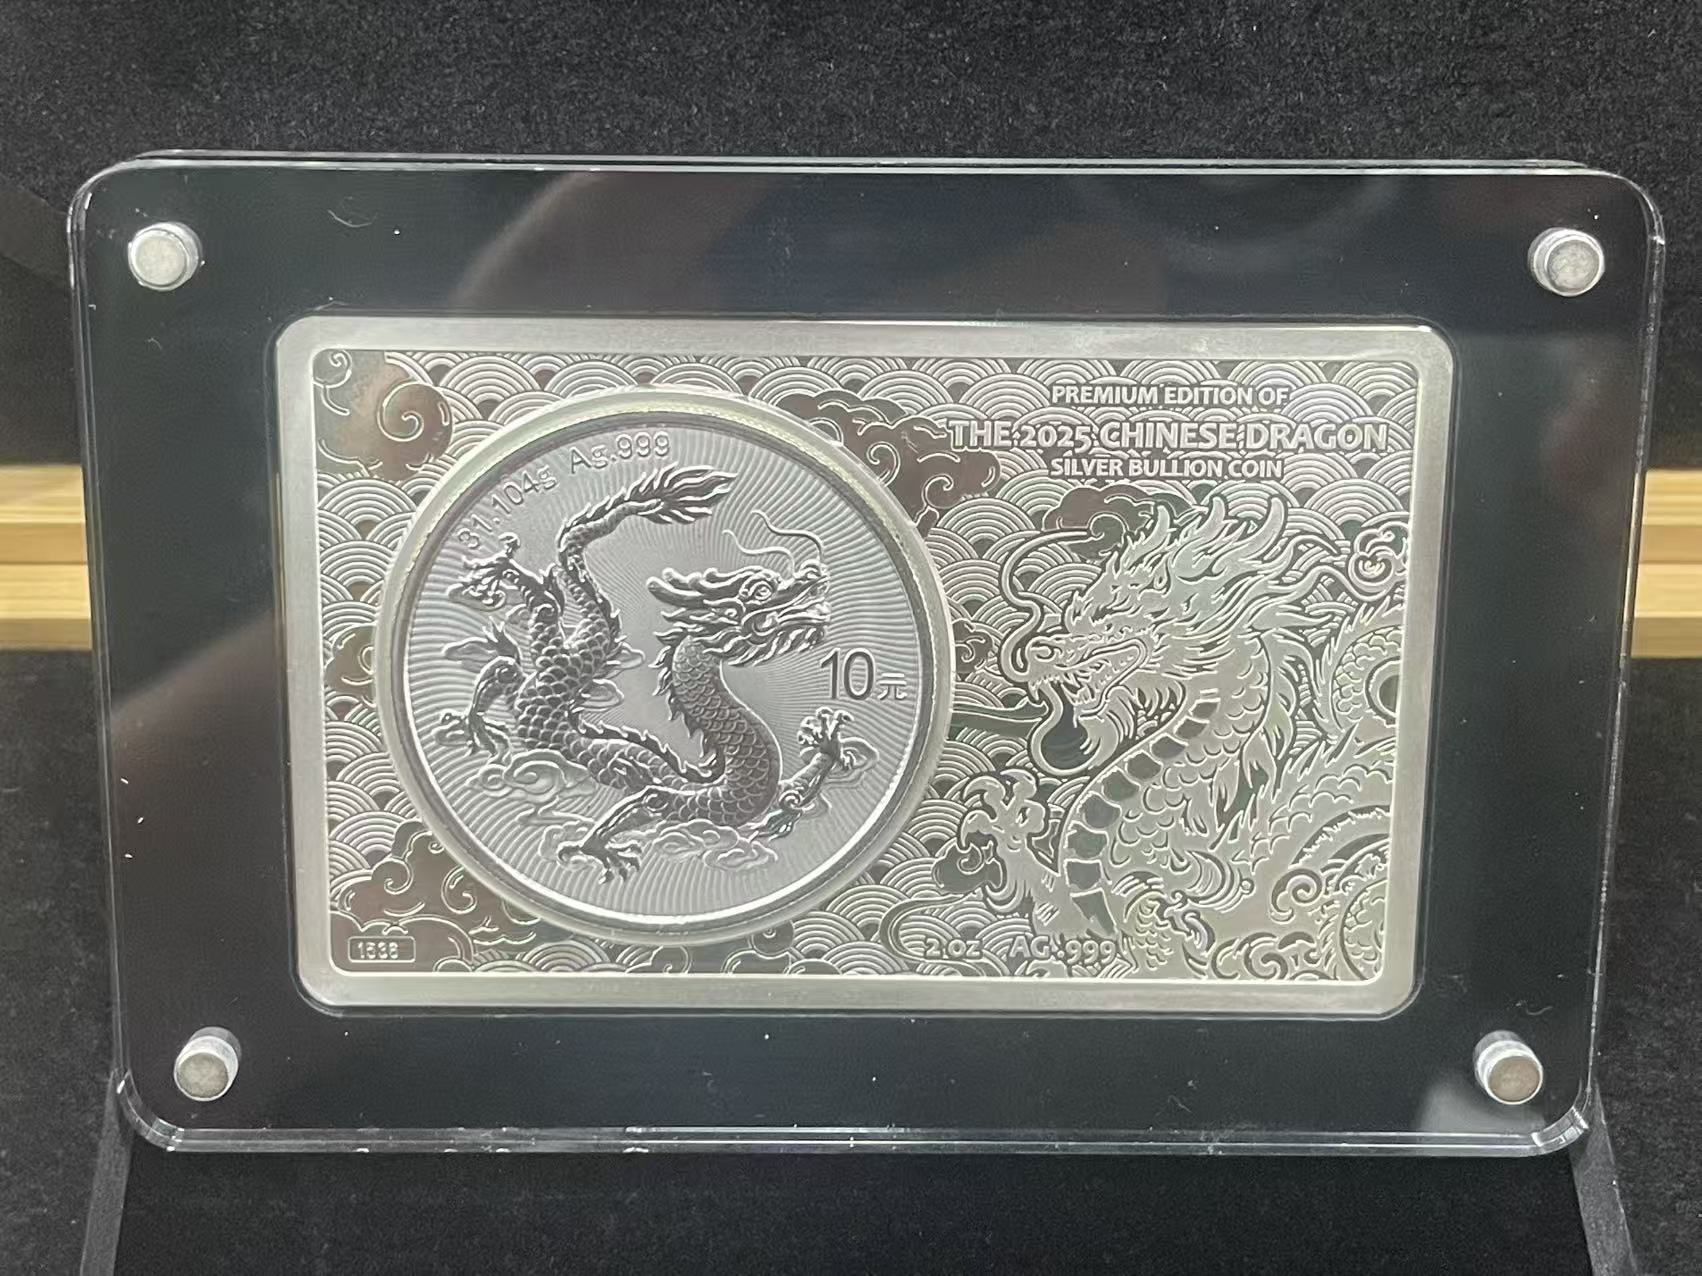 PREMIUM EDITION OF
THE 2025 CHINESE DRAGON
SILVER BULLION COIN
31.104g Ag.999
10元
1536
2 OZ AG .999